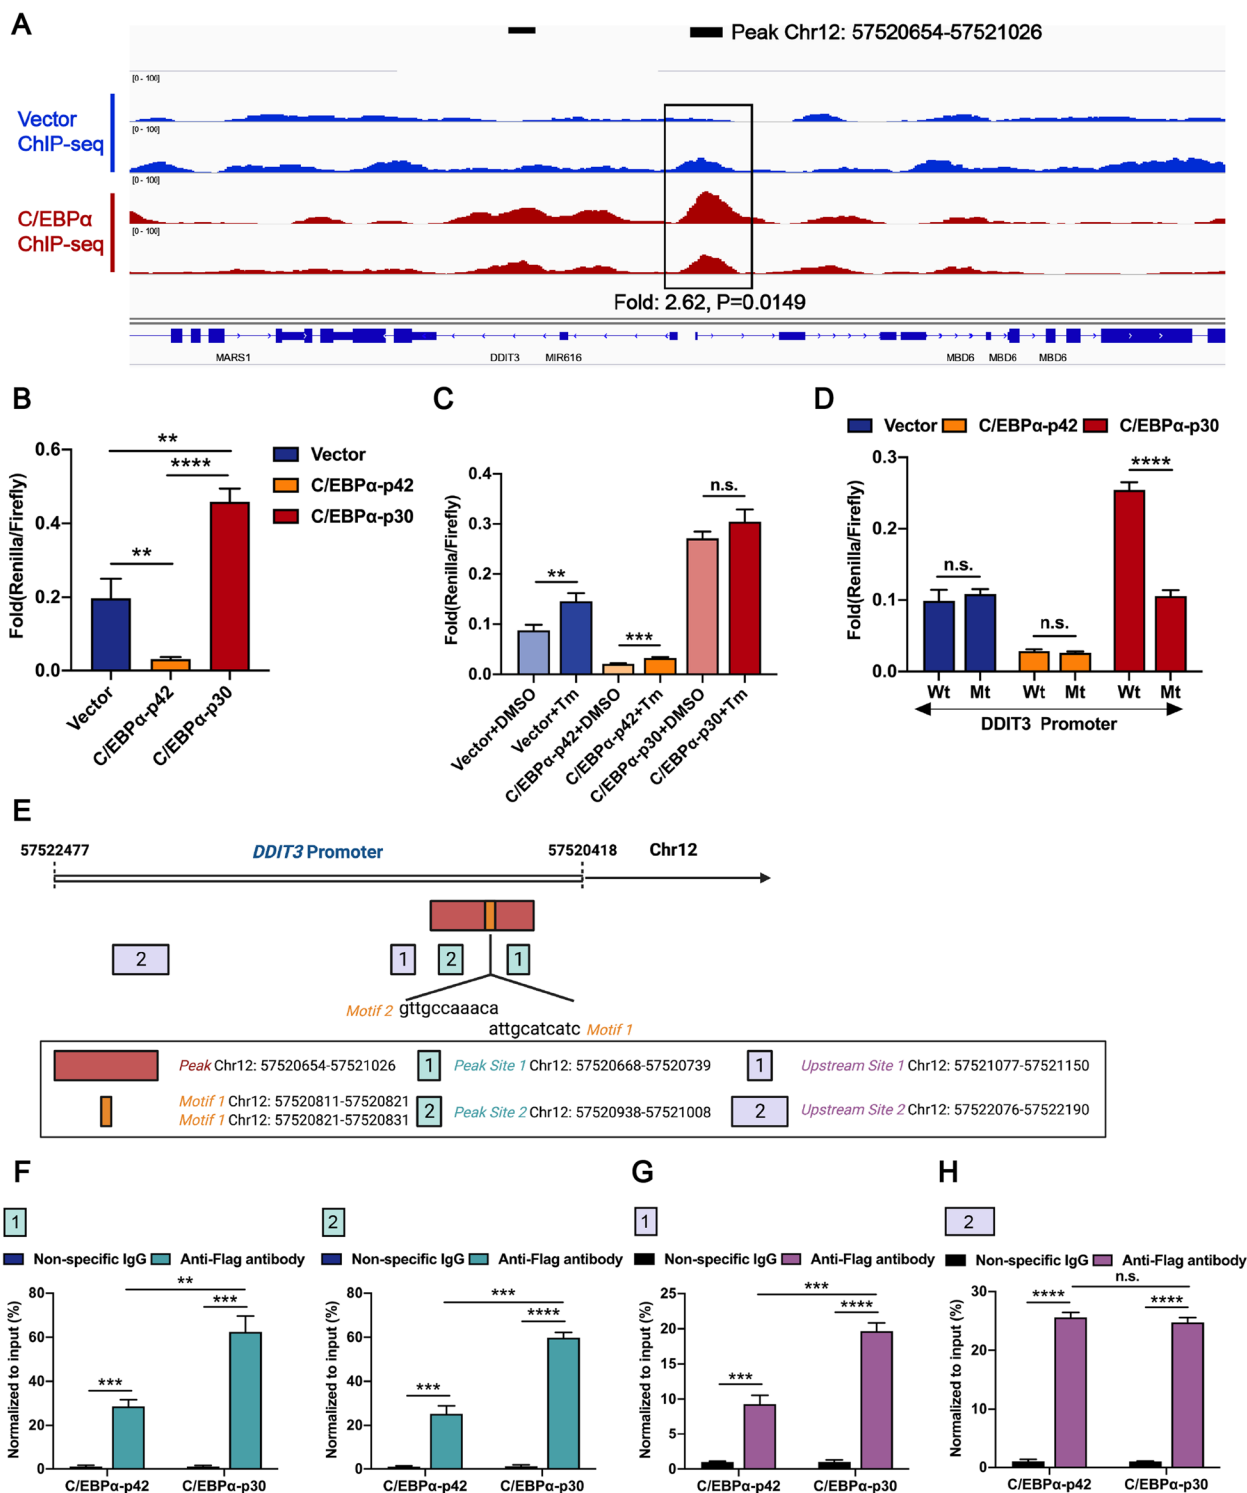 A
Peak Chr12: 57520654-57521026
[0 - 100]
Vector
ChIP-seq
[0 - 100]
[0 - 100]
C/EBPα
ChIP-seq
[0 - 100]
Fold: 2.62, P=0.0149
MARS1 DDIT3 MIR616 MBD6 MBD6 MBD6
B
Fold(Renilla/Firefly)
0.6
0.4
0.2
0.0
**
****
**
Vector
C/EBPα-p42
C/EBPα-p30
Vector
C/EBPα-p42
C/EBPα-p30
C
Fold(Renilla/Firefly)
0.4
0.3
0.2
0.1
0.0
**
***
n.s.
Vector+DMSO
Vector+Tm
C/EBPα-p42+DMSO
C/EBPα-p42+Tm
C/EBPα-p30+DMSO
C/EBPα-p30+Tm
D
Vector C/EBPα-p42 C/EBPα-p30
Fold(Renilla/Firefly)
0.3
0.2
0.1
0.0
n.s.
n.s.
****
Wt Mt Wt Mt Wt Mt
DDIT3 Promoter
E
57522477 DDIT3 Promoter 57520418 Chr12
2 1 2 1
Motif 2 gttgccaaaca
attgcatcatc Motif 1
Peak Chr12: 57520654-57521026
Motif 1 Chr12: 57520811-57520821
Motif 1 Chr12: 57520821-57520831
1 Peak Site 1 Chr12: 57520668-57520739
2 Peak Site 2 Chr12: 57520938-57521008
1 Upstream Site 1 Chr12: 57521077-57521150
2 Upstream Site 2 Chr12: 57522076-57522190
F
1
Non-specific IgG Anti-Flag antibody
Normalized to input (%)
80
60
40
20
0
**
***
***
C/EBPα-p42 C/EBPα-p30
2
Non-specific IgG Anti-Flag antibody
Normalized to input (%)
80
60
40
20
0
***
****
***
C/EBPα-p42 C/EBPα-p30
G
1
Non-specific IgG Anti-Flag antibody
Normalized to input (%)
25
20
15
10
5
0
***
****
***
C/EBPα-p42 C/EBPα-p30
H
2
Non-specific IgG Anti-Flag antibody
Normalized to input (%)
30
20
10
0
n.s.
****
****
C/EBPα-p42 C/EBPα-p30